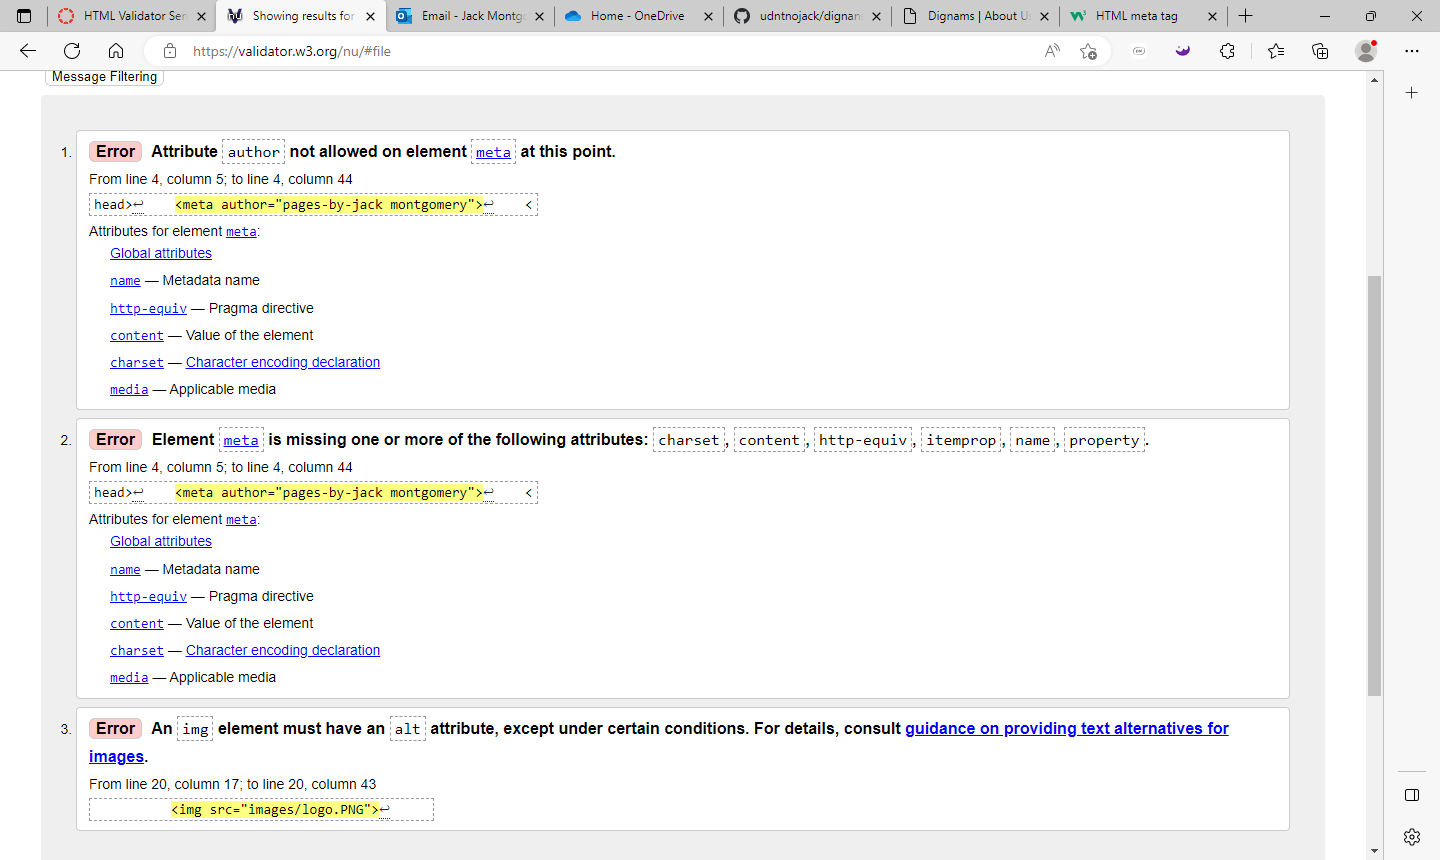 HTML Validator Ser
Showing results for
Email - Jack Montgo
Home - OneDrive
udntnojack/dignan
Dignams | About U
HTML meta tag
https://validator.w3.org/nu/#file
Message Filtering
1. Error Attribute author not allowed on element meta at this point.
From line 4, column 5; to line 4, column 44
head>↩ <meta author="pages-by-jack montgomery">↩ <
Attributes for element meta:
Global attributes
name — Metadata name
http-equiv — Pragma directive
content — Value of the element
charset — Character encoding declaration
media — Applicable media
2. Error Element meta is missing one or more of the following attributes: charset, content, http-equiv, itemprop, name, property.
From line 4, column 5; to line 4, column 44
head>↩ <meta author="pages-by-jack montgomery">↩ <
Attributes for element meta:
Global attributes
name — Metadata name
http-equiv — Pragma directive
content — Value of the element
charset — Character encoding declaration
media — Applicable media
3. Error An img element must have an alt attribute, except under certain conditions. For details, consult guidance on providing text alternatives for
images.
From line 20, column 17; to line 20, column 43
<img src="images/logo.PNG">↩